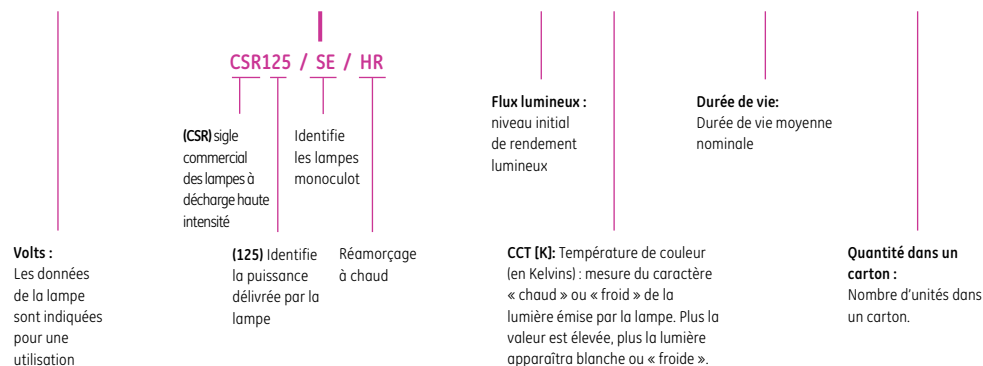 CSR125 / SE / HR
(CSR) sigle
commercial
des lampes à
décharge haute
intensité
Identifie
les lampes
monoculot
Flux lumineux :
niveau initial
de rendement
lumineux
Durée de vie:
Durée de vie moyenne
nominale
Volts :
Les données
de la lampe
sont indiquées
pour une
utilisation
(125) Identifie
la puissance
délivrée par la
lampe
Réamorçage
à chaud
CCT [K]: Température de couleur
(en Kelvins) : mesure du caractère
« chaud » ou « froid » de la
lumière émise par la lampe. Plus la
valeur est élevée, plus la lumière
apparaîtra blanche ou « froide ».
Quantité dans un
carton :
Nombre d'unités dans
un carton.